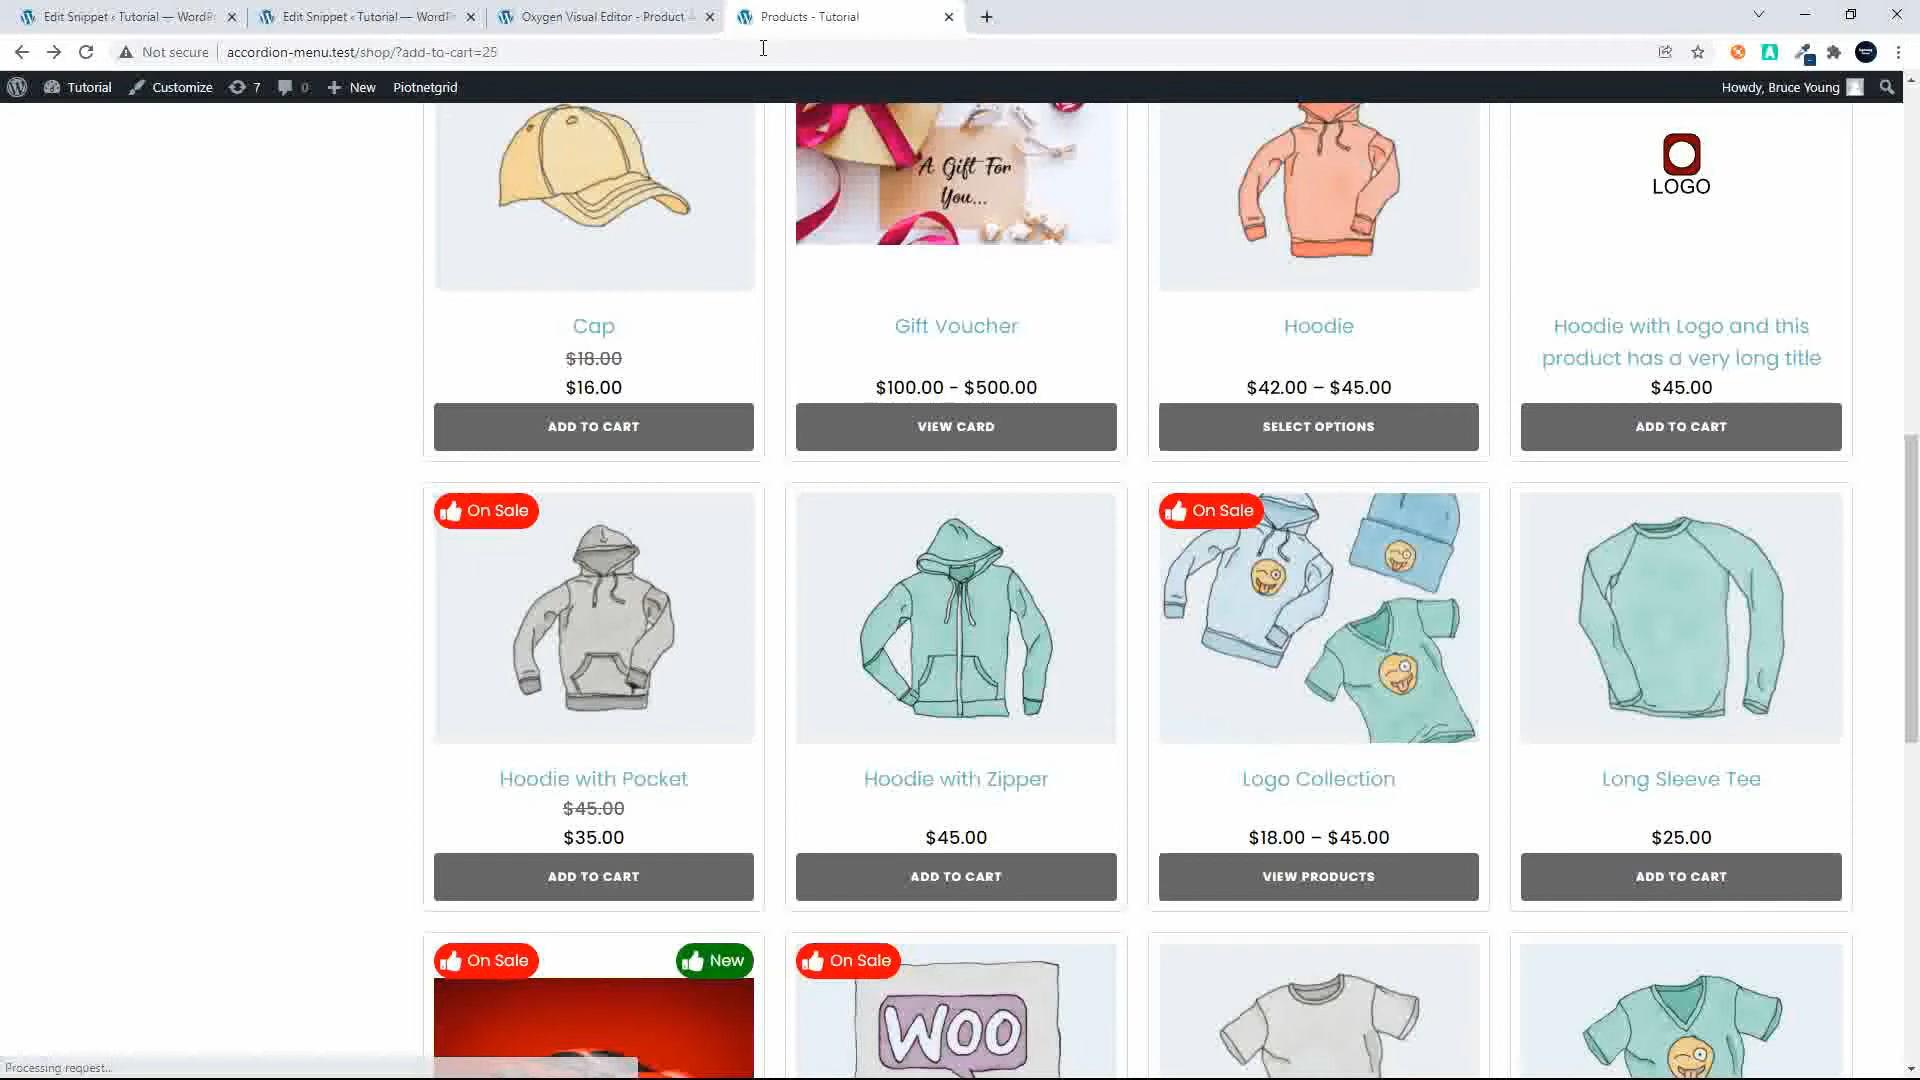 Edit Snippet ‹ Tutorial — WordPr
Edit Snippet ‹ Tutorial — WordPr
Oxygen Visual Editor - Product
Products - Tutorial
Not secure
accordion-menu.test/shop/?add-to-cart=25
Tutorial
Customize
7
0
New
Piotnetgrid
Howdy, Bruce Young
A Gift For
You...
LOGO
Cap
$18.00
$16.00
ADD TO CART
Gift Voucher
$100.00 - $500.00
VIEW CARD
Hoodie
$42.00 – $45.00
SELECT OPTIONS
Hoodie with Logo and this
product has a very long title
$45.00
ADD TO CART
On Sale
Hoodie with Pocket
$45.00
$35.00
ADD TO CART
Hoodie with Zipper
$45.00
ADD TO CART
On Sale
Logo Collection
$18.00 – $45.00
VIEW PRODUCTS
Long Sleeve Tee
$25.00
ADD TO CART
On Sale
New
On Sale
WOO
Processing request...